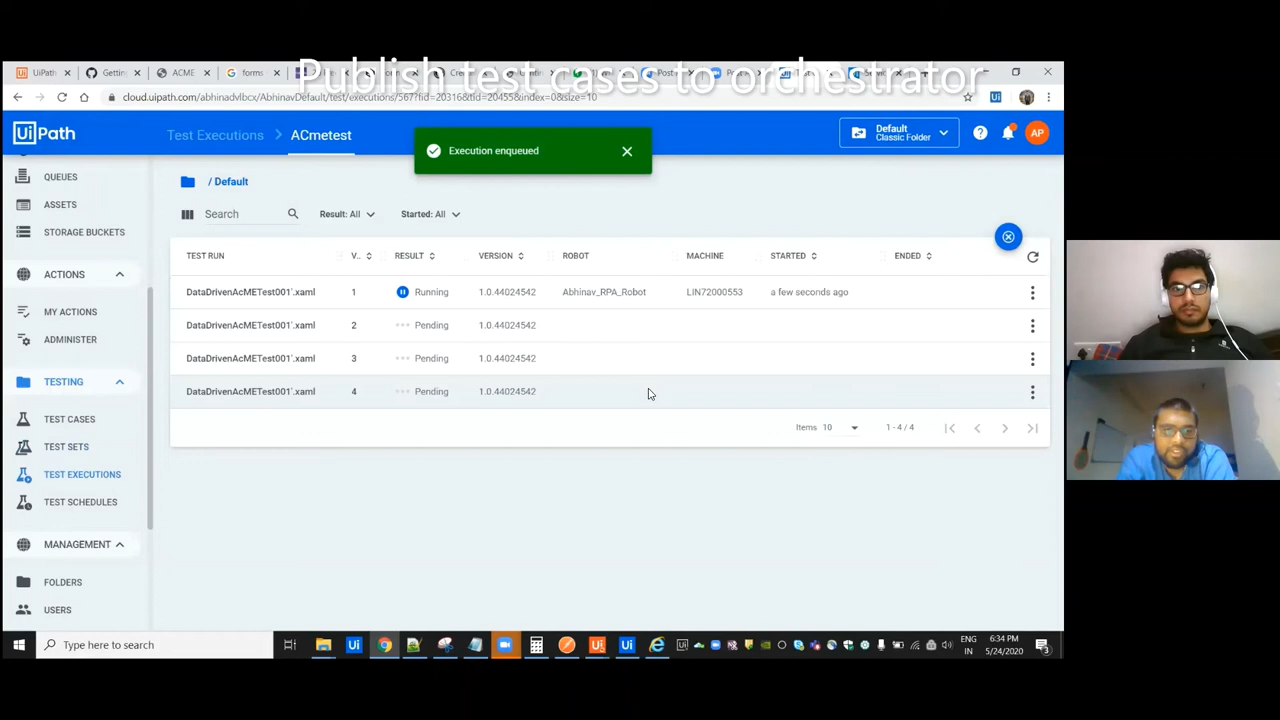 Publish test cases to orchestrator
UiPath
Getting
ACME
forms
cloud.uipath.com/abhinadvlbcx/AbhinavDefault/test/executions/567?fid=20316&tid=20455&index=0&size=10
UiPath
Test Executions > ACmetest
Execution enqueued
Default
Classic Folder
AP
QUEUES
ASSETS
STORAGE BUCKETS
ACTIONS
MY ACTIONS
ADMINISTER
TESTING
TEST CASES
TEST SETS
TEST EXECUTIONS
TEST SCHEDULES
MANAGEMENT
FOLDERS
USERS
/ Default
Search
Result: All
Started: All
TEST RUN V.. RESULT VERSION ROBOT MACHINE STARTED ENDED
DataDrivenAcMETest001'.xaml 1 Running 1.0.44024542 Abhinav_RPA_Robot LIN72000553 a few seconds ago
DataDrivenAcMETest001'.xaml 2 Pending 1.0.44024542
DataDrivenAcMETest001'.xaml 3 Pending 1.0.44024542
DataDrivenAcMETest001'.xaml 4 Pending 1.0.44024542
Items 10 1 - 4 / 4
Type here to search
ENG
IN
6:34 PM
5/24/2020
3